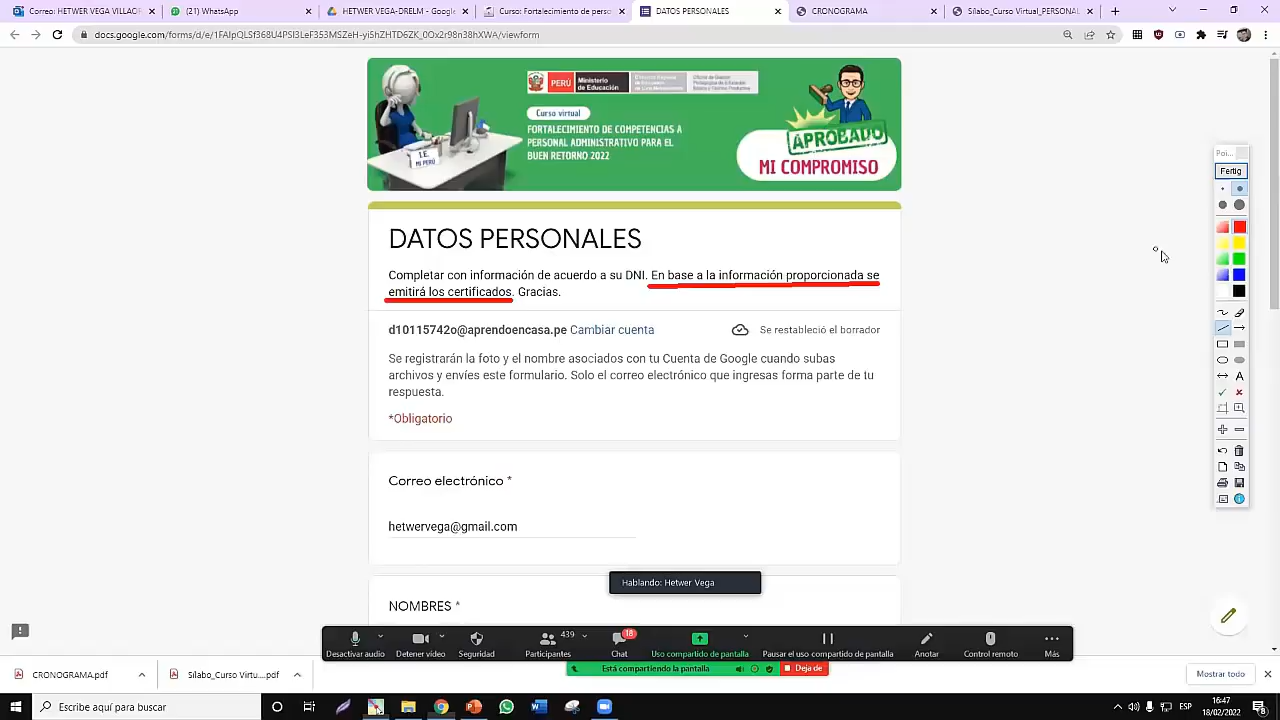 Correo: HETWER VEGA VILLAC
(21) WhatsApp
HETWER VEGA-DRELM - Google
Curso: Fortalecimiento de perso
DATOS PERSONALES
CRONOGRAMA
Sílabo_Curso Virtual_PERSONAL
docs.google.com/forms/d/e/
/viewform
PERÚ
Ministerio
de Educación
Curso virtual
FORTALECIMIENTO DE COMPETENCIAS A
PERSONAL ADMINISTRATIVO PARA EL
BUEN RETORNO 2022
I.E.
MI PERÚ
APROBADO
MI COMPROMISO
Poi...
Fertig
DATOS PERSONALES
Completar con información de acuerdo a su DNI. En base a la información proporcionada se
emitirá los certificados. Gracias.
d10115742o@aprendoencasa.pe Cambiar cuenta
Se restableció el borrador
Se registrarán la foto y el nombre asociados con tu Cuenta de Google cuando subas
archivos y envíes este formulario. Solo el correo electrónico que ingresas forma parte de tu
respuesta.
*Obligatorio
Correo electrónico *
hetwervega@gmail.com
Hablando: Hetwer Vega
NOMBRES *
439
18
Desactivar audio
Detener video
Seguridad
Participantes
Chat
Uso compartido de pantalla
Pausar el uso compartido de pantalla
Anotar
Control remoto
Más
Está compartiendo la pantalla
Deja de
Sílabo_Curso Virtu....pdf
Mostrar todo
Escribe aquí para buscar
ESP
16:47
18/02/2022